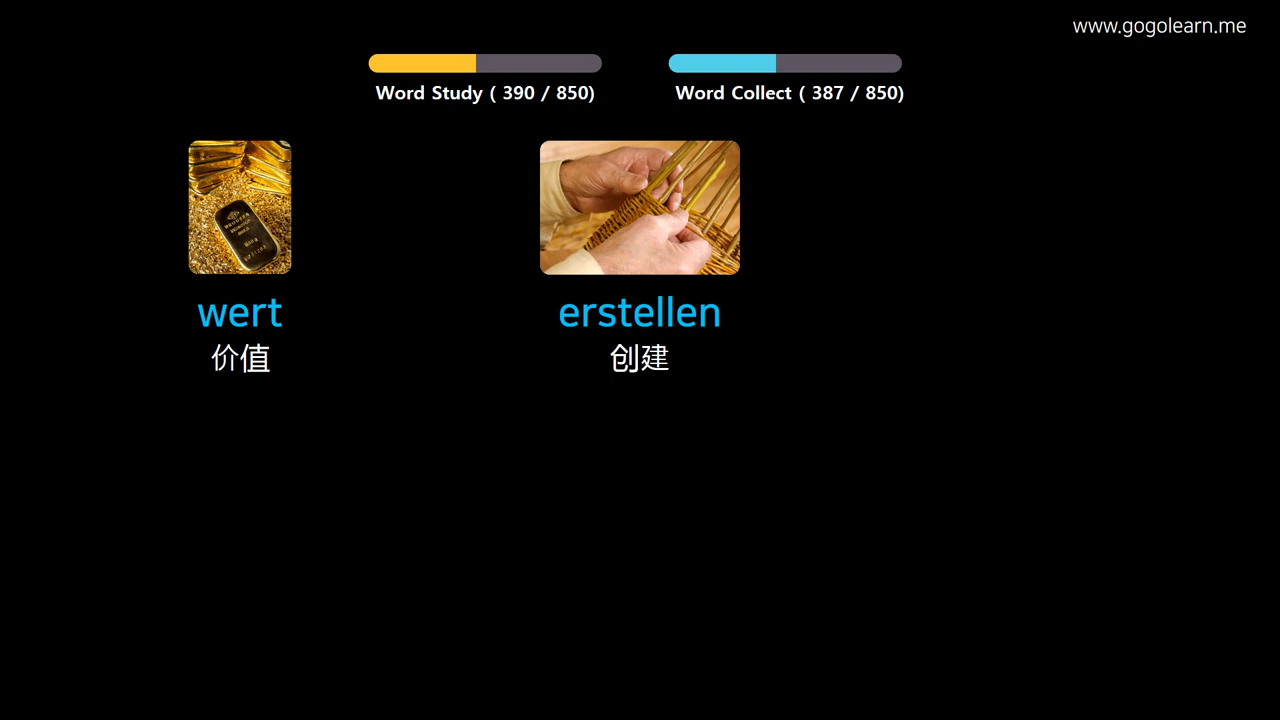 www.gogolearn.me
Word Study ( 390 / 850)
Word Collect ( 387 / 850)
wert
价值
erstellen
创建